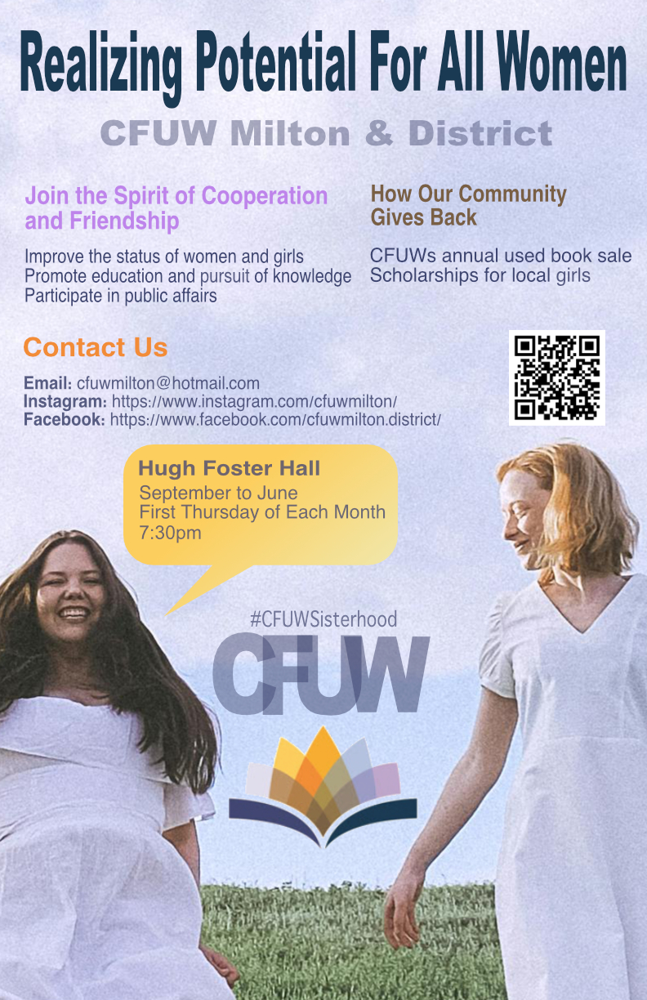 Realizing Potential For All Women
CFUW Milton & District
Join the Spirit of Cooperation
and Friendship
Improve the status of women and girls
Promote education and pursuit of knowledge
Participate in public affairs
How Our Community
Gives Back
CFUWs annual used book sale
Scholarships for local girls
Contact Us
Email: cfuwmilton@hotmail.com
Instagram: https://www.instagram.com/cfuwmilton/
Facebook: https://www.facebook.com/cfuwmilton.district/
Hugh Foster Hall
September to June
First Thursday of Each Month
7:30pm
#CFUWSisterhood
CFUW